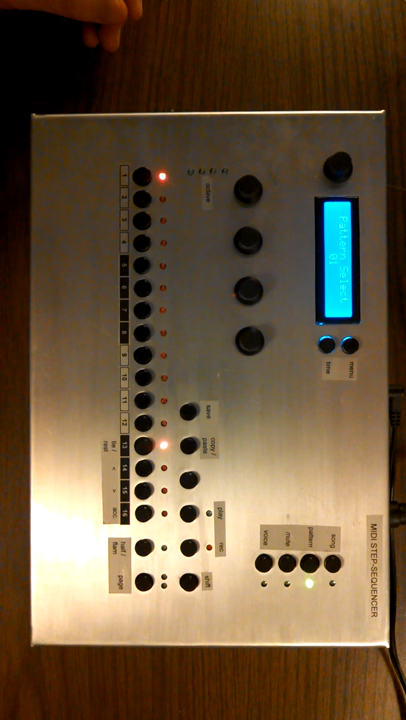 MIDI STEP-SEQUENCER
Pattern Select
01
menu
time
song
pattern
mute
voice
octave
save
copy /
paste
play
rec
shift
1
2
3
4
5
6
7
8
9
10
11
12
13
14
15
16
tie /
rest
<
>
acc
half
flam
page